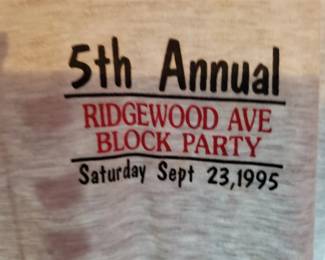 5th Annual
RIDGEWOOD AVE
BLOCK PARTY
Saturday Sept 23,1995